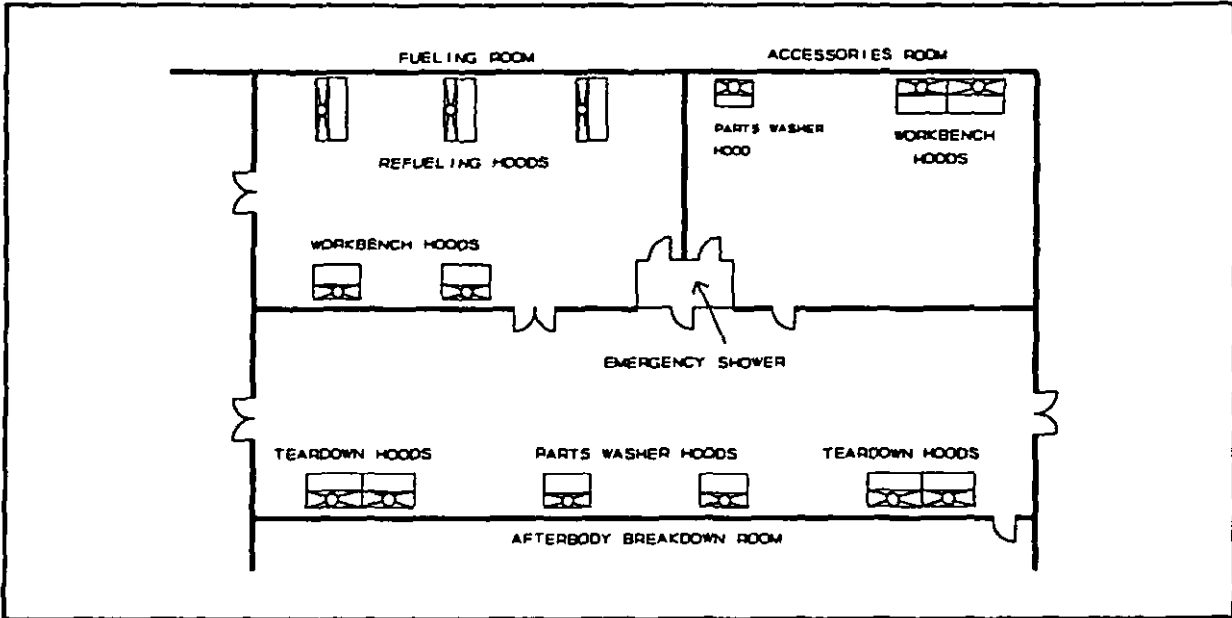 FUELING ROOM
ACCESSORIES ROOM
PARTS WASHER
HOOD
WORKBENCH
HOODS
REFUELING HOODS
WORKBENCH HOODS
EMERGENCY SHOWER
TEARDOWN HOODS
PARTS WASHER HOODS
TEARDOWN HOODS
AFTERBODY BREAKDOWN ROOM